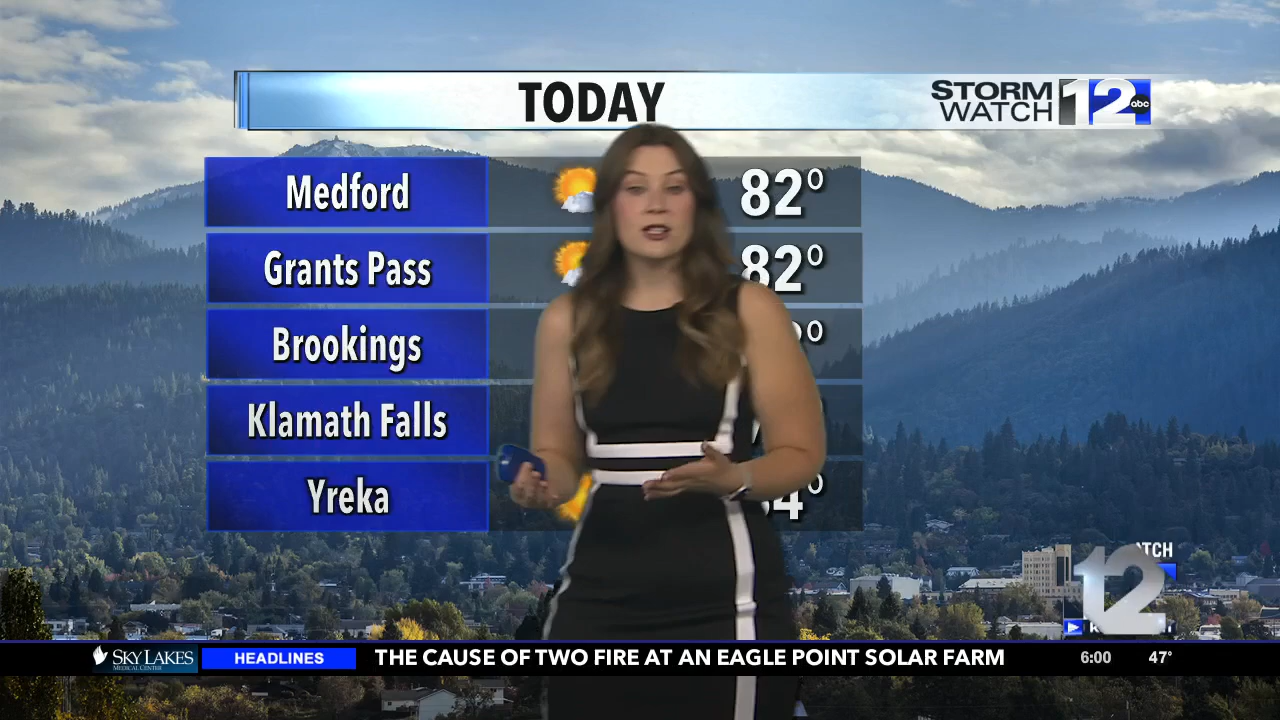 TODAY
STORM
WATCH
12
abc
Medford
82°
Grants Pass
82°
Brookings
Klamath Falls
Yreka
12
SKY LAKES
MEDICAL CENTER
HEADLINES
THE CAUSE OF TWO FIRE AT AN EAGLE POINT SOLAR FARM
6:00
47°